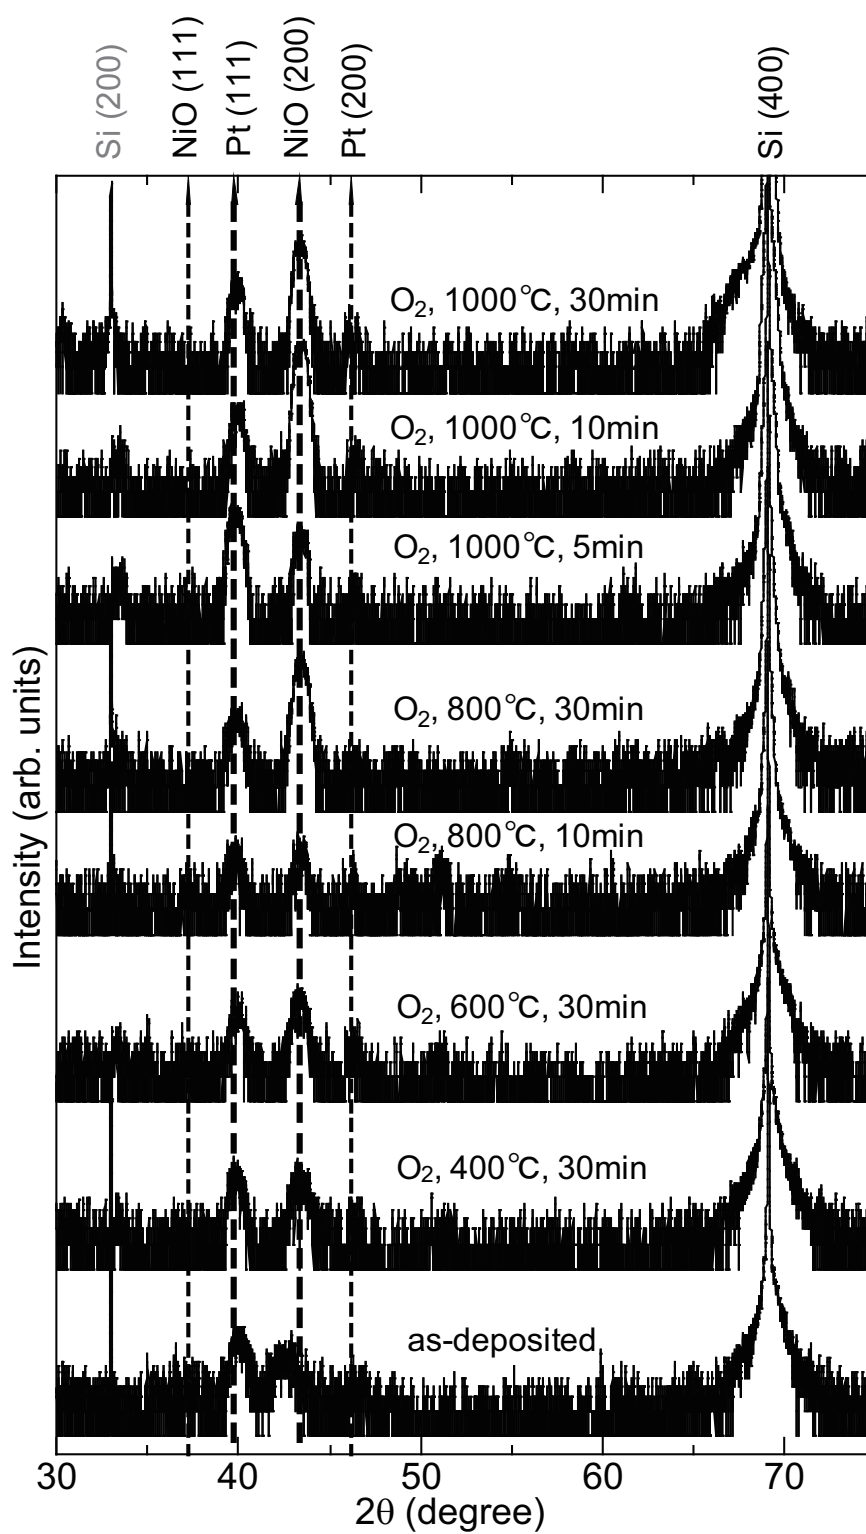 Si (200)
NiO (111)
Pt (111)
NiO (200)
Pt (200)
Si (400)
O₂, 1000°C, 30min
O₂, 1000°C, 10min
O₂, 1000°C, 5min
O₂, 800°C, 30min
O₂, 800°C, 10min
O₂, 600°C, 30min
O₂, 400°C, 30min
as-deposited
Intensity (arb. units)
30 40 50 60 70
2θ (degree)